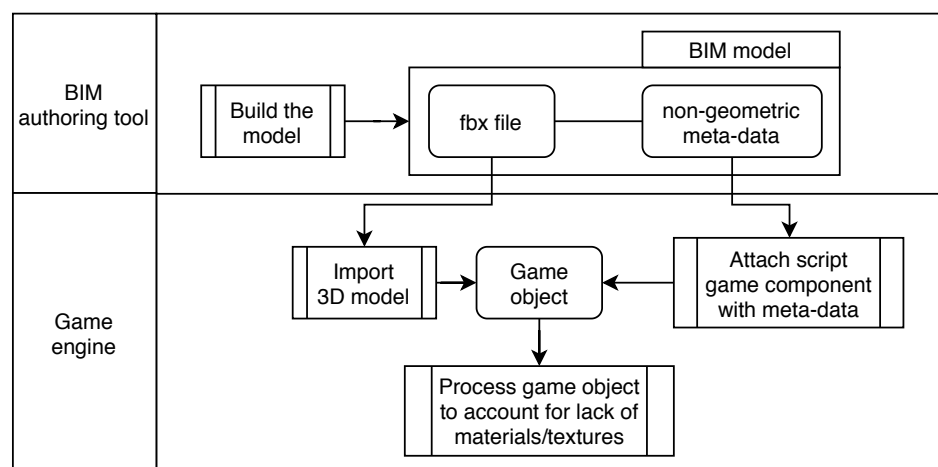 BIM
authoring tool
BIM model
Build the
model
fbx file
non-geometric
meta-data
Game
engine
Import
3D model
Game
object
Attach script
game component
with meta-data
Process game object
to account for lack of
materials/textures